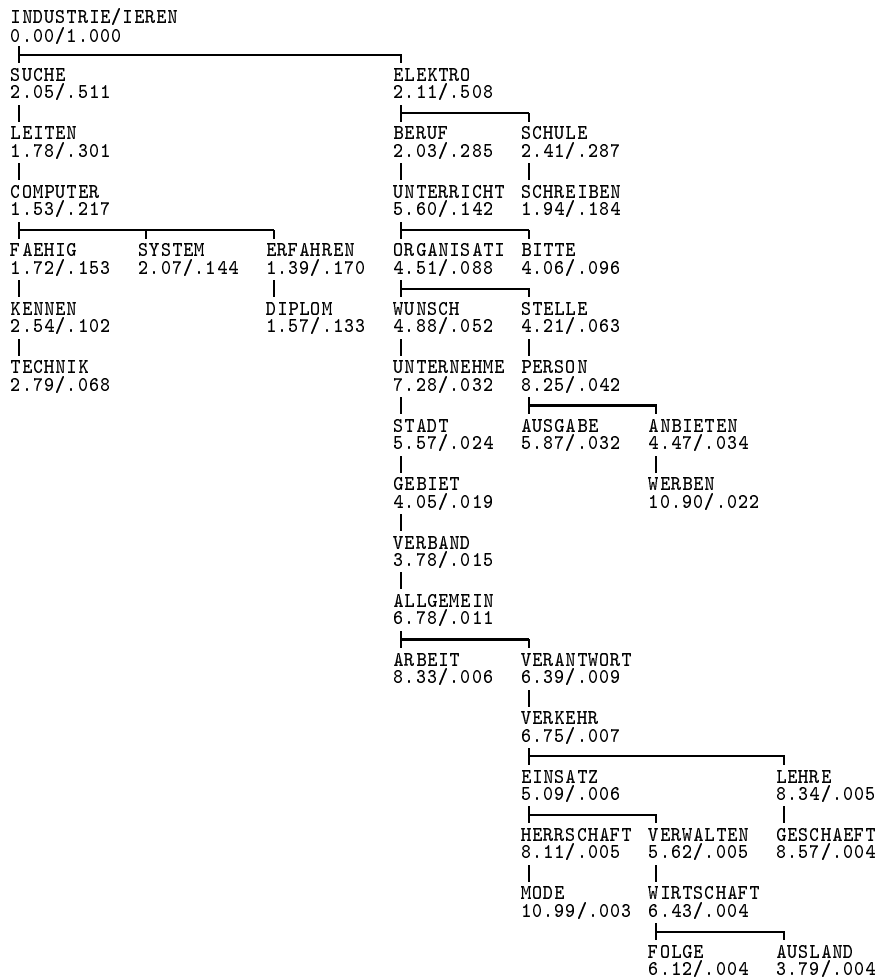 INDUSTRIE/IEREN
0.00/1.000
SUCHE ELEKTRO
2.05/.511 2.11/.508
LEITEN BERUF SCHULE
1.78/.301 2.03/.285 2.41/.287
COMPUTER UNTERRICHT SCHREIBEN
1.53/.217 5.60/.142 1.94/.184
FAEHIG SYSTEM ERFAHREN ORGANISATI BITTE
1.72/.153 2.07/.144 1.39/.170 4.51/.088 4.06/.096
KENNEN DIPLOM WUNSCH STELLE
2.54/.102 1.57/.133 4.88/.052 4.21/.063
TECHNIK UNTERNEHME PERSON
2.79/.068 7.28/.032 8.25/.042
STADT AUSGABE ANBIETEN
5.57/.024 5.87/.032 4.47/.034
GEBIET WERBEN
4.05/.019 10.90/.022
VERBAND
3.78/.015
ALLGEMEIN
6.78/.011
ARBEIT VERANTWORT
8.33/.006 6.39/.009
VERKEHR
6.75/.007
EINSATZ LEHRE
5.09/.006 8.34/.005
HERRSCHAFT VERWALTEN GESCHAEFT
8.11/.005 5.62/.005 8.57/.004
MODE WIRTSCHAFT
10.99/.003 6.43/.004
FOLGE AUSLAND
6.12/.004 3.79/.004